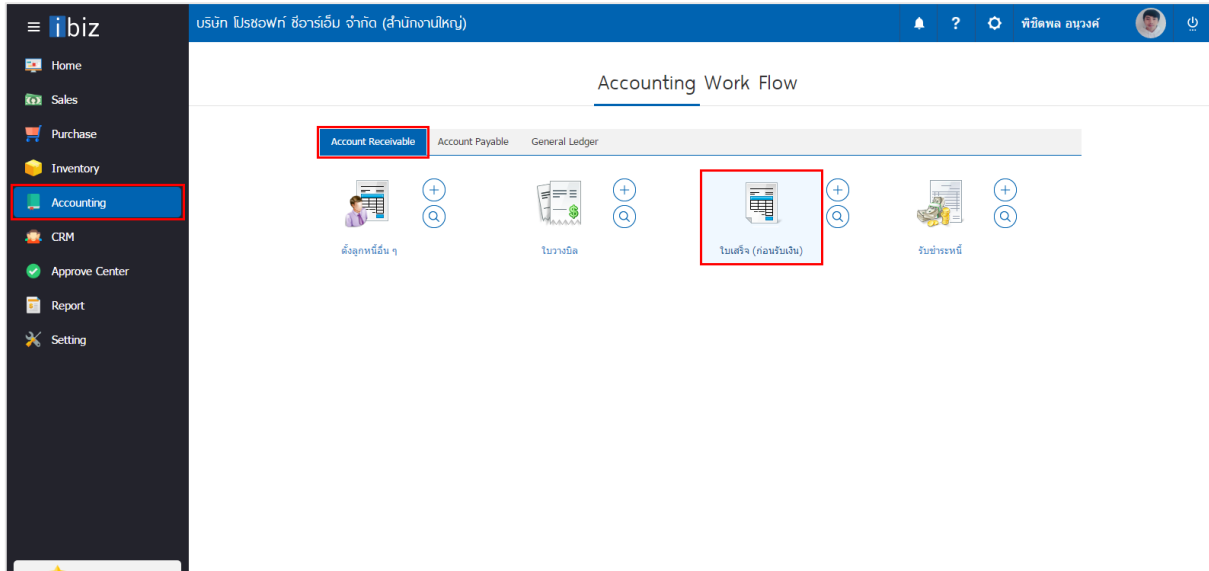 ibiz
บริษัท โปรซอฟท์ ซีอาร์เอ็ม จำกัด (สำนักงานใหญ่)
? พิชิตพล อนุวงค์
Home
Sales
Purchase
Inventory
Accounting
CRM
Approve Center
Report
Setting
Accounting Work Flow
Account Receivable Account Payable General Ledger
ตั้งลูกหนี้อื่น ๆ ใบวางบิล ใบเสร็จ (ก่อนรับเงิน) รับชำระหนี้